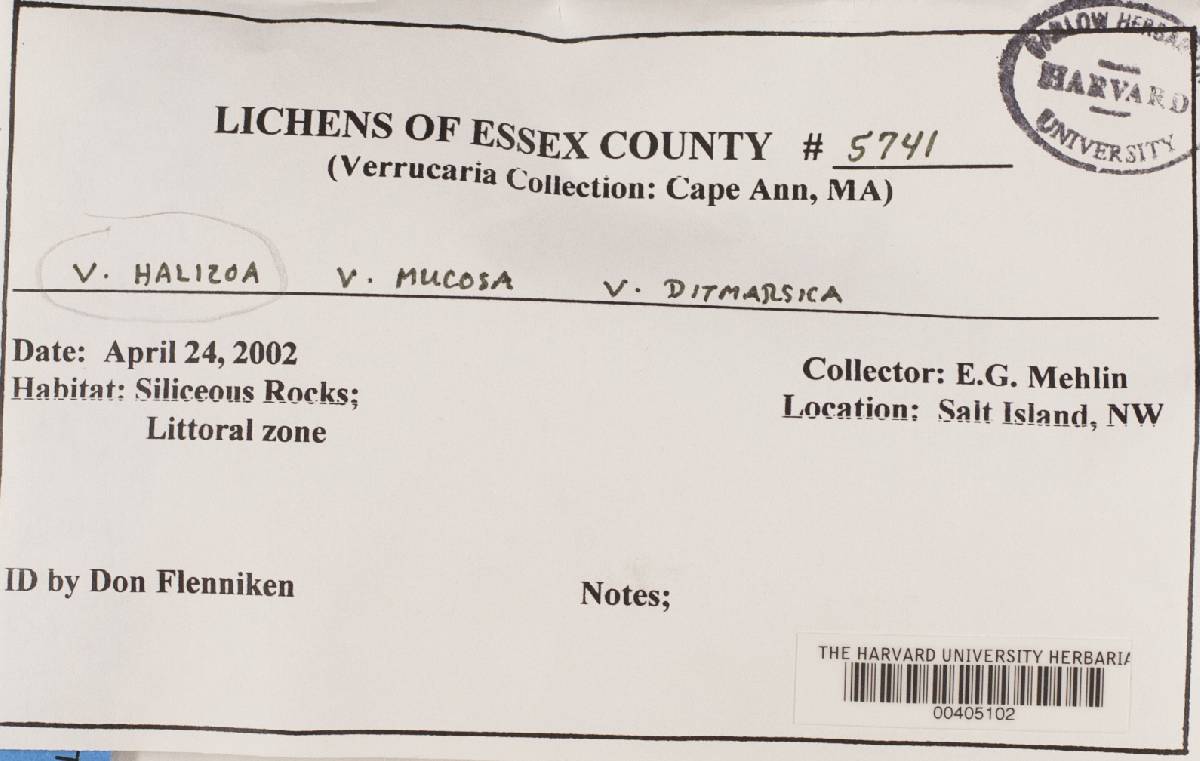 FARLOW HERBARIUM
HARVARD
UNIVERSITY
LICHENS OF ESSEX COUNTY # 5741
(Verrucaria Collection: Cape Ann, MA)
V. HALIZOA V. MUCOSA V. DITMARSICA
Date: April 24, 2002
Habitat: Siliceous Rocks;
Littoral zone
Collector: E.G. Mehlin
Location: Salt Island, NW
ID by Don Flenniken
Notes;
THE HARVARD UNIVERSITY HERBARIA
00405102